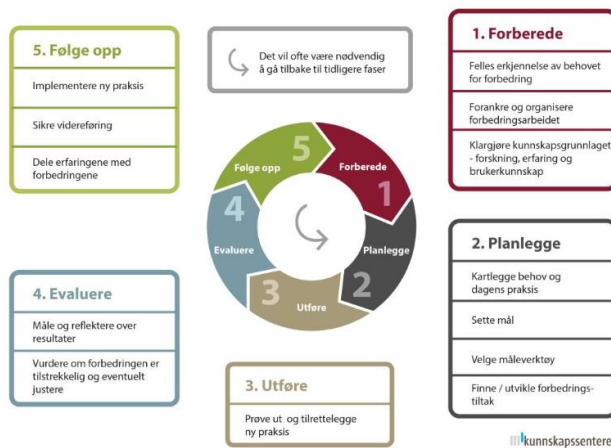 5. Følge opp
Implementere ny praksis
Sikre videreføring
Dele erfaringene med
forbedringene
Det vil ofte være nødvendig
å gå tilbake til tidligere faser
1. Forberede
Felles erkjennelse av behovet
for forbedring
Forankre og organisere
forbedringsarbeidet
Klargjøre kunnskapsgrunnlaget
- forskning, erfaring og
brukerkunnskap
5
Følge opp
Forberede
1
4
Evaluere
Planlegge
2
3
Utføre
2. Planlegge
Kartlegge behov og
dagens praksis
Sette mål
Velge måleverktøy
Finne / utvikle forbedrings-
tiltak
4. Evaluere
Måle og reflektere over
resultater
Vurdere om forbedringen er
tilstrekkelig og eventuelt
justere
3. Utføre
Prøve ut og tilrettelegge
ny praksis
kunnskapssentere